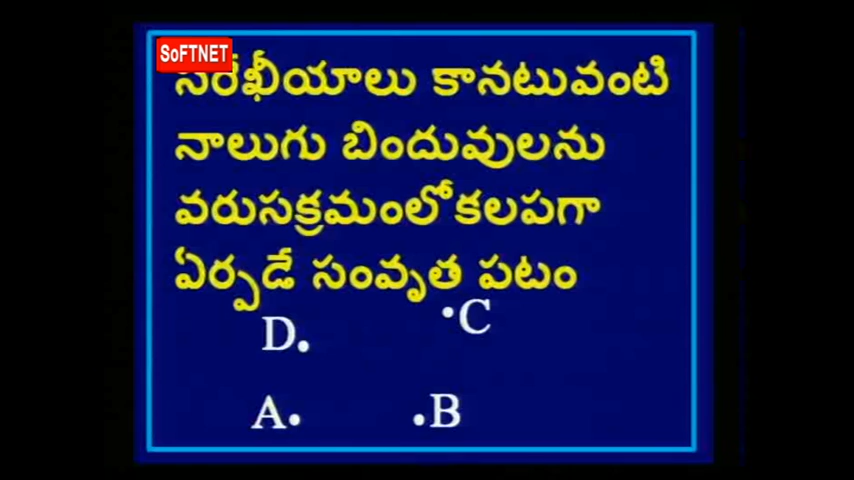 SoFTNET
సరేఖీయాలు కానటువంటి
నాలుగు బిందువులను
వరుసక్రమంలో కలపగా
ఏర్పడే సంవృత పటం
D. .C
A. .B